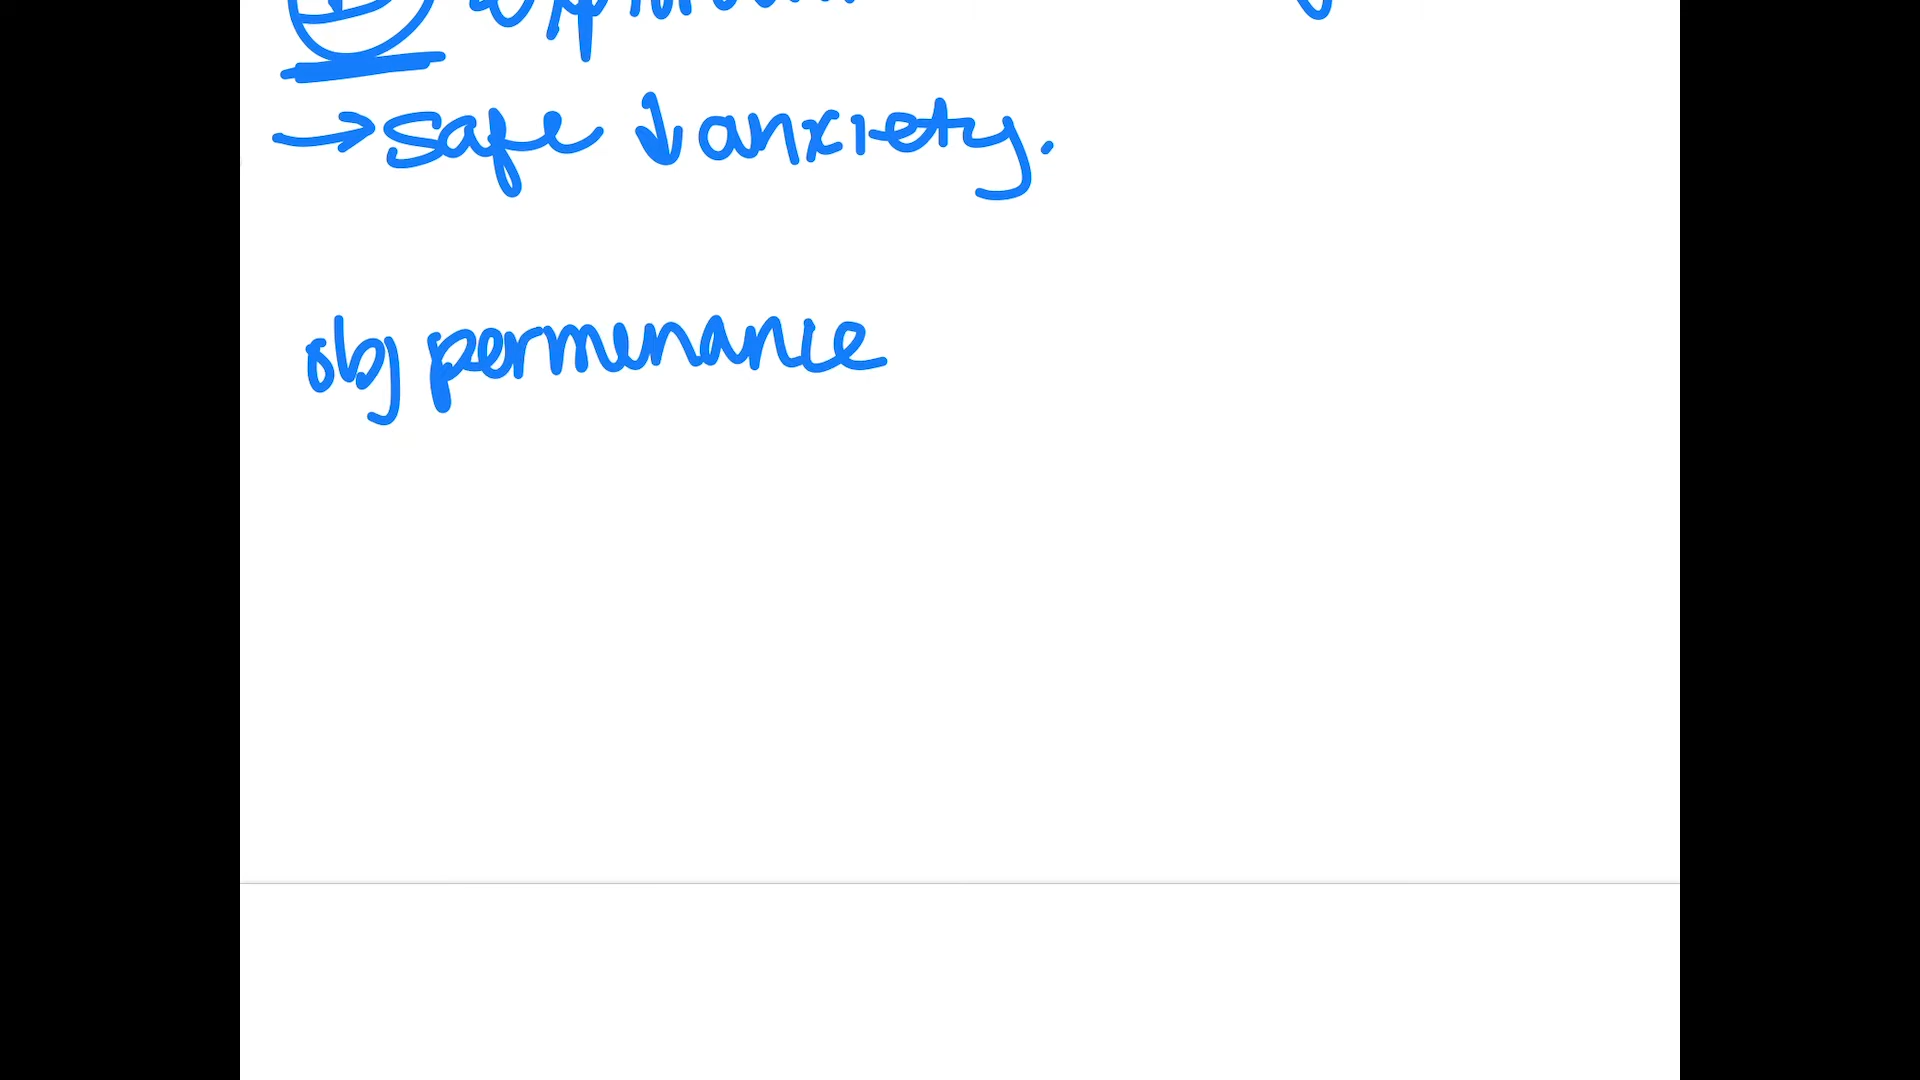 → safe ↓ anxiety.
obj permenance